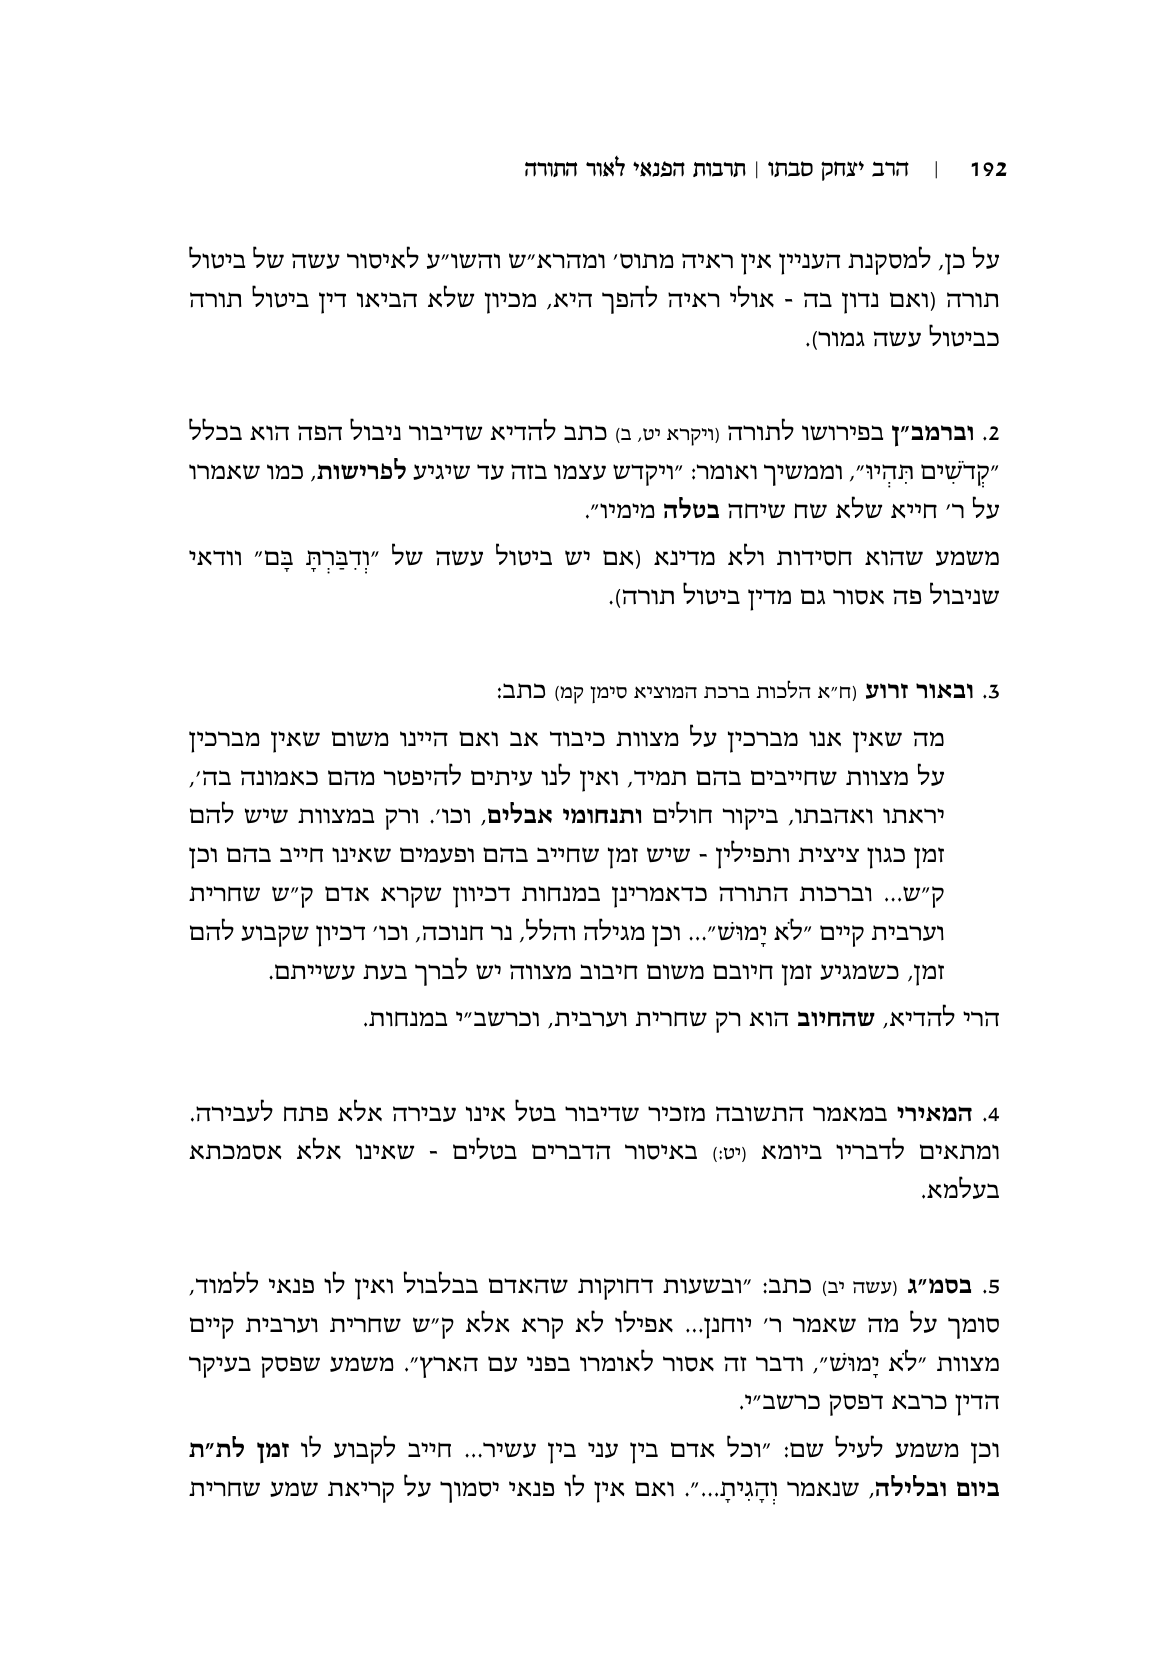 192 | הרב יצחק סבתו | תרבות הפנאי לאור התורה
על כן, למסקנת העניין אין ראיה מתוס׳ ומהרא״ש והשו״ע לאיסור עשה של ביטול
תורה (ואם נדון בה - אולי ראיה להפך היא, מכיון שלא הביאו דין ביטול תורה
כביטול עשה גמור).
2. וברמב״ן בפירושו לתורה (ויקרא יט, ב) כתב להדיא שדיבור ניבול הפה הוא בכלל
״קְדֹשִׁים תִּהְיוּ״, וממשיך ואומר: ״ויקדש עצמו בזה עד שיגיע לפרישות, כמו שאמרו
על ר׳ חייא שלא שח שיחה בטלה מימיו״.
משמע שהוא חסידות ולא מדינא (אם יש ביטול עשה של ״וְדִבַּרְתָּ בָּם״ וודאי
שניבול פה אסור גם מדין ביטול תורה).
3. ובאור זרוע (ח״א הלכות ברכת המוציא סימן קמ) כתב:
מה שאין אנו מברכין על מצוות כיבוד אב ואם היינו משום שאין מברכין
על מצוות שחייבים בהם תמיד, ואין לנו עיתים להיפטר מהם כאמונה בה׳,
יראתו ואהבתו, ביקור חולים ותנחומי אבלים, וכו׳. ורק במצוות שיש להם
זמן כגון ציצית ותפילין - שיש זמן שחייב בהם ופעמים שאינו חייב בהם וכן
ק״ש... וברכות התורה כדאמרינן במנחות דכיוון שקרא אדם ק״ש שחרית
וערבית קיים ״לֹא יָמוּשׁ״... וכן מגילה והלל, נר חנוכה, וכו׳ דכיון שקבוע להם
זמן, כשמגיע זמן חיובם משום חיבוב מצווה יש לברך בעת עשייתם.
הרי להדיא, שהחיוב הוא רק שחרית וערבית, וכרשב״י במנחות.
4. המאירי במאמר התשובה מזכיר שדיבור בטל אינו עבירה אלא פתח לעבירה.
ומתאים לדבריו ביומא (יט:) באיסור הדברים בטלים - שאינו אלא אסמכתא
בעלמא.
5. בסמ״ג (עשה יב) כתב: ״ובשעות דחוקות שהאדם בבלבול ואין לו פנאי ללמוד,
סומך על מה שאמר ר׳ יוחנן... אפילו לא קרא אלא ק״ש שחרית וערבית קיים
מצוות ״לֹא יָמוּשׁ״, ודבר זה אסור לאומרו בפני עם הארץ״. משמע שפסק בעיקר
הדין כרבא דפסק כרשב״י.
וכן משמע לעיל שם: ״וכל אדם בין עני בין עשיר... חייב לקבוע לו זמן לת״ת
ביום ובלילה, שנאמר וְהָגִיתָ...״. ואם אין לו פנאי יסמוך על קריאת שמע שחרית